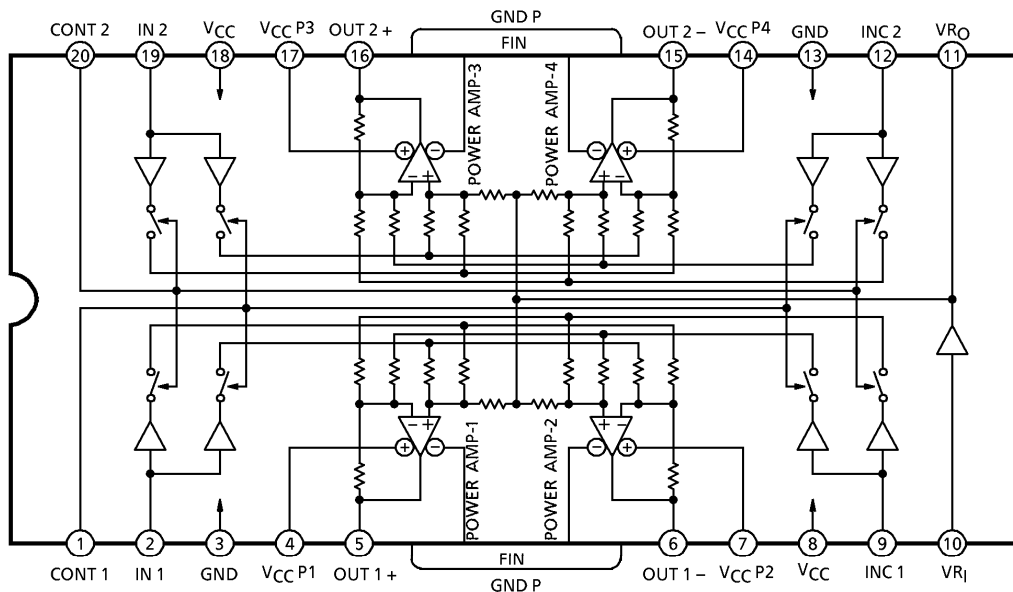 GND P
CONT 2 IN 2 VCC VCC P3 OUT 2 + FIN OUT 2 − VCC P4 GND INC 2 VRO
20 19 18 17 16 15 14 13 12 11
POWER AMP-3
POWER AMP-4
+ − − +
− + + −
POWER AMP-1
POWER AMP-2
− + + −
+ − − +
1 2 3 4 5 6 7 8 9 10
CONT 1 IN 1 GND VCC P1 OUT 1 + FIN OUT 1 − VCC P2 VCC INC 1 VRI
GND P